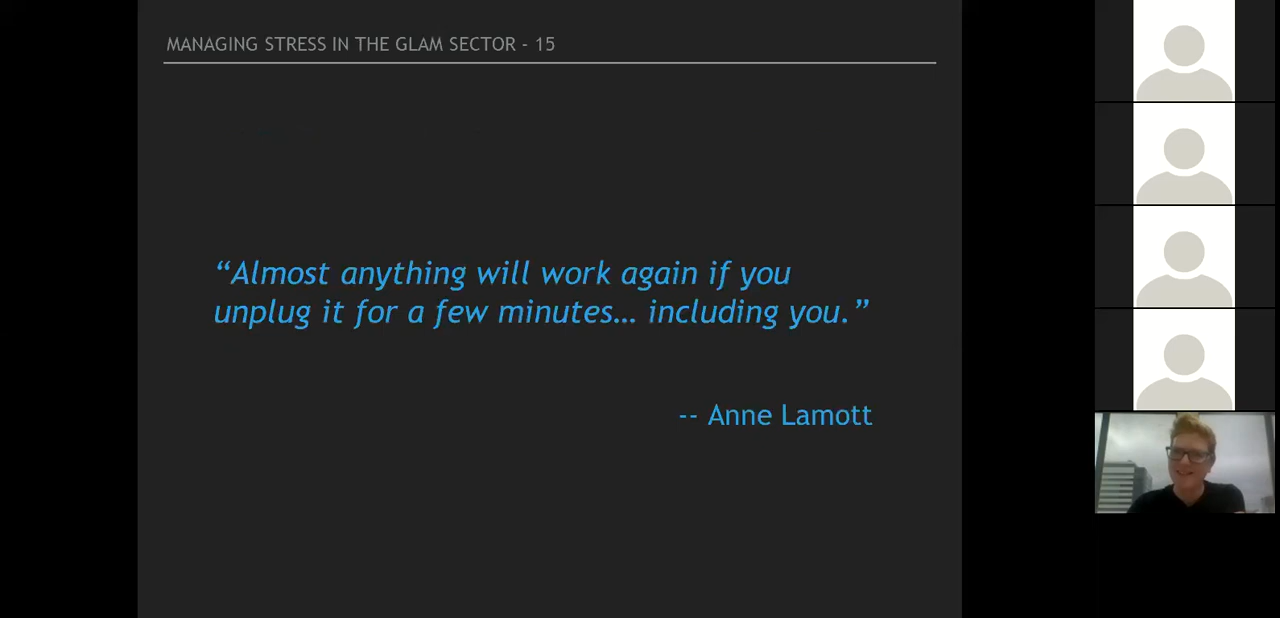 MANAGING STRESS IN THE GLAM SECTOR - 15
“Almost anything will work again if you
unplug it for a few minutes… including you.”
-- Anne Lamott